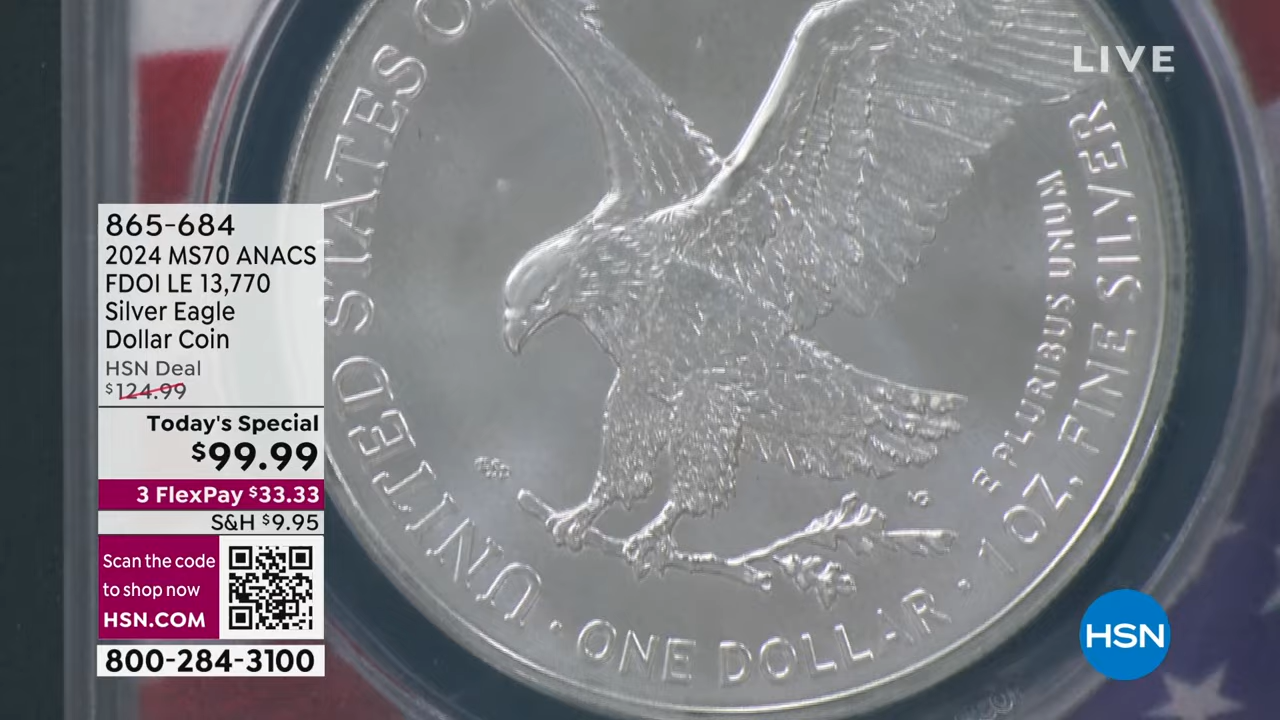 LIVE
865-684
2024 MS70 ANACS
FDOI LE 13,770
Silver Eagle
Dollar Coin
HSN Deal
$124.99
Today's Special
$99.99
3 FlexPay $33.33
S&H $9.95
Scan the code
to shop now
HSN.COM
800-284-3100
UNITED STATES O
E PLURIBUS UNUM
1 OZ. FINE SILVER
· ONE DOLLAR ·
HSN